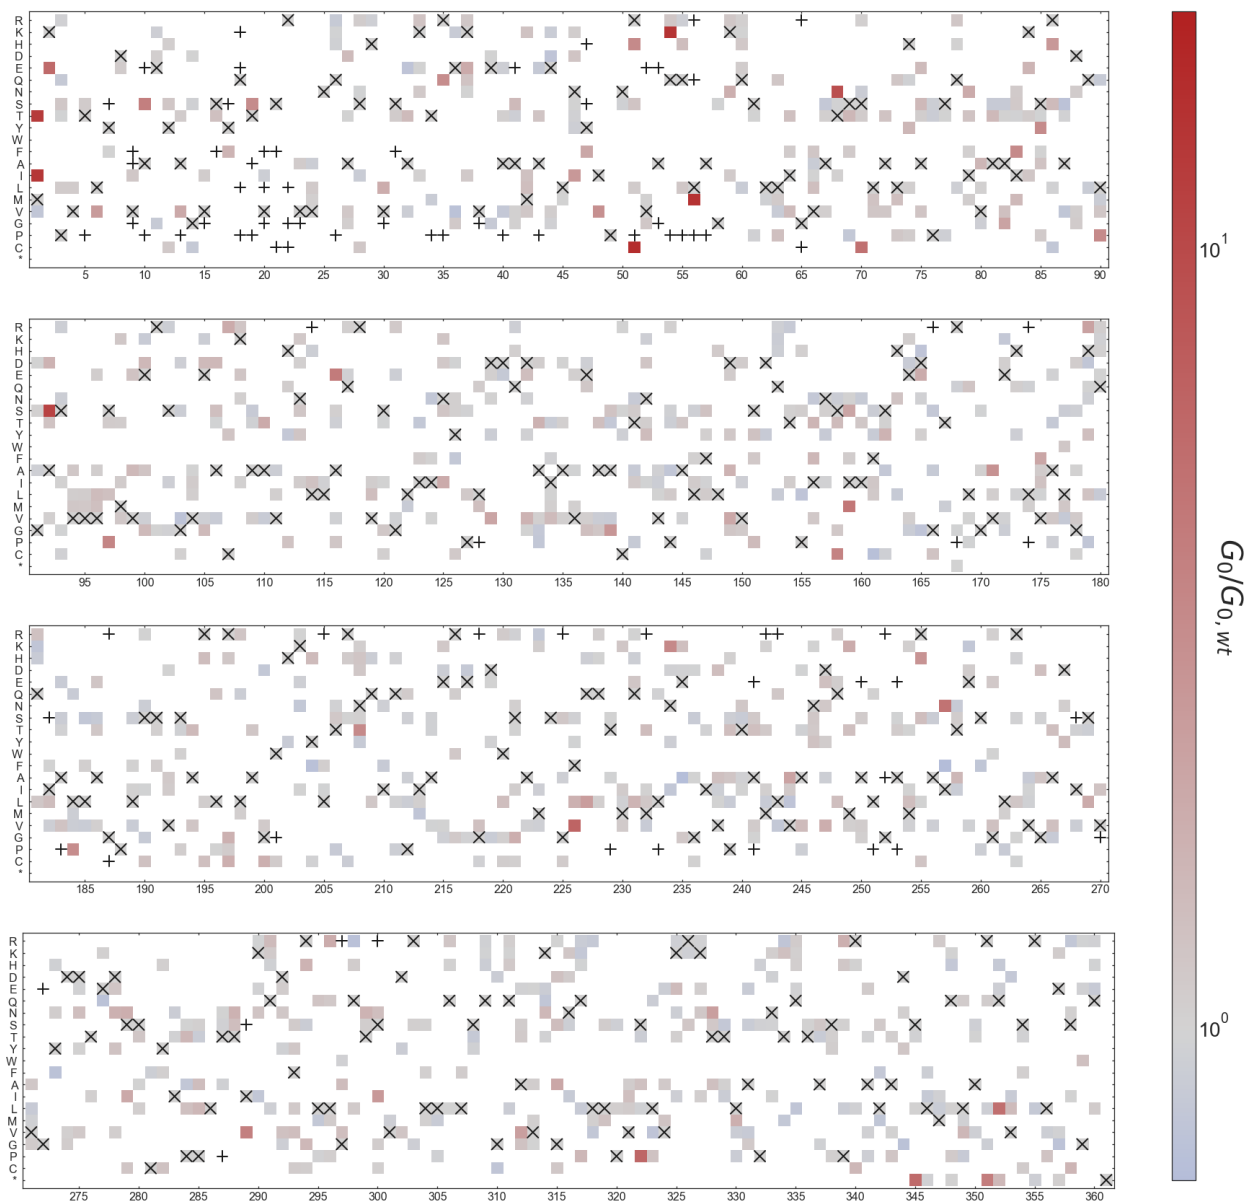 R
K
H
D
E
Q
N
S
T
Y
W
F
A
I
L
M
V
G
P
C
*
5 10 15 20 25 30 35 40 45 50 55 60 65 70 75 80 85 90
R
K
H
D
E
Q
N
S
T
Y
W
F
A
I
L
M
V
G
P
C
*
95 100 105 110 115 120 125 130 135 140 145 150 155 160 165 170 175 180
R
K
H
D
E
Q
N
S
T
Y
W
F
A
I
L
M
V
G
P
C
*
185 190 195 200 205 210 215 220 225 230 235 240 245 250 255 260 265 270
R
K
H
D
E
Q
N
S
T
Y
W
F
A
I
L
M
V
G
P
C
*
275 280 285 290 295 300 305 310 315 320 325 330 335 340 345 350 355 360
10¹
10⁰
G₀/G₀,wt